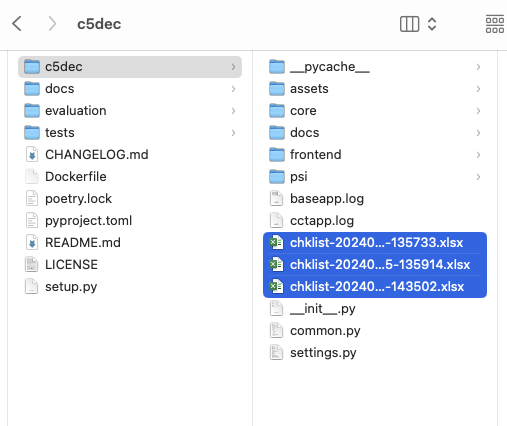 c5dec
c5dec
docs
evaluation
tests
CHANGELOG.md
Dockerfile
poetry.lock
pyproject.toml
README.md
LICENSE
setup.py
__pycache__
assets
core
docs
frontend
psi
baseapp.log
cctapp.log
chklist-20240...-135733.xlsx
chklist-20240...5-135914.xlsx
chklist-20240...-143502.xlsx
__init__.py
common.py
settings.py